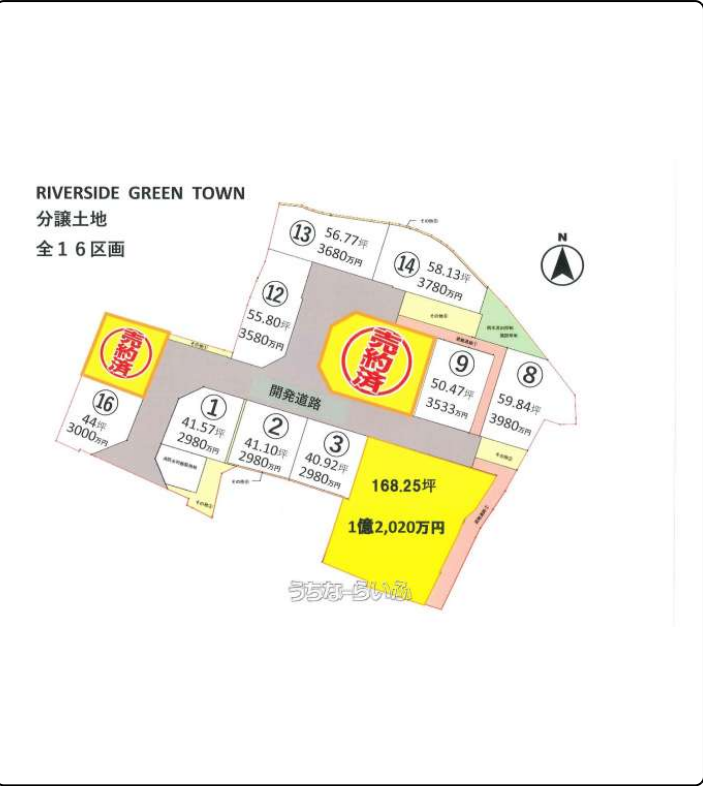 RIVERSIDE GREEN TOWN
分譲土地
全16区画
N
⑬ 56.77坪
3680万円
⑭ 58.13坪
3780万円
⑫
55.80坪
3580万円
売約済
売約済
⑨
50.47坪
3533万円
⑧
59.84坪
3980万円
⑯
44坪
3000万円
①
41.57坪
2980万円
開発道路
②
41.10坪
2980万円
③
40.92坪
2980万円
168.25坪
1億2,020万円
うちなーらいふ